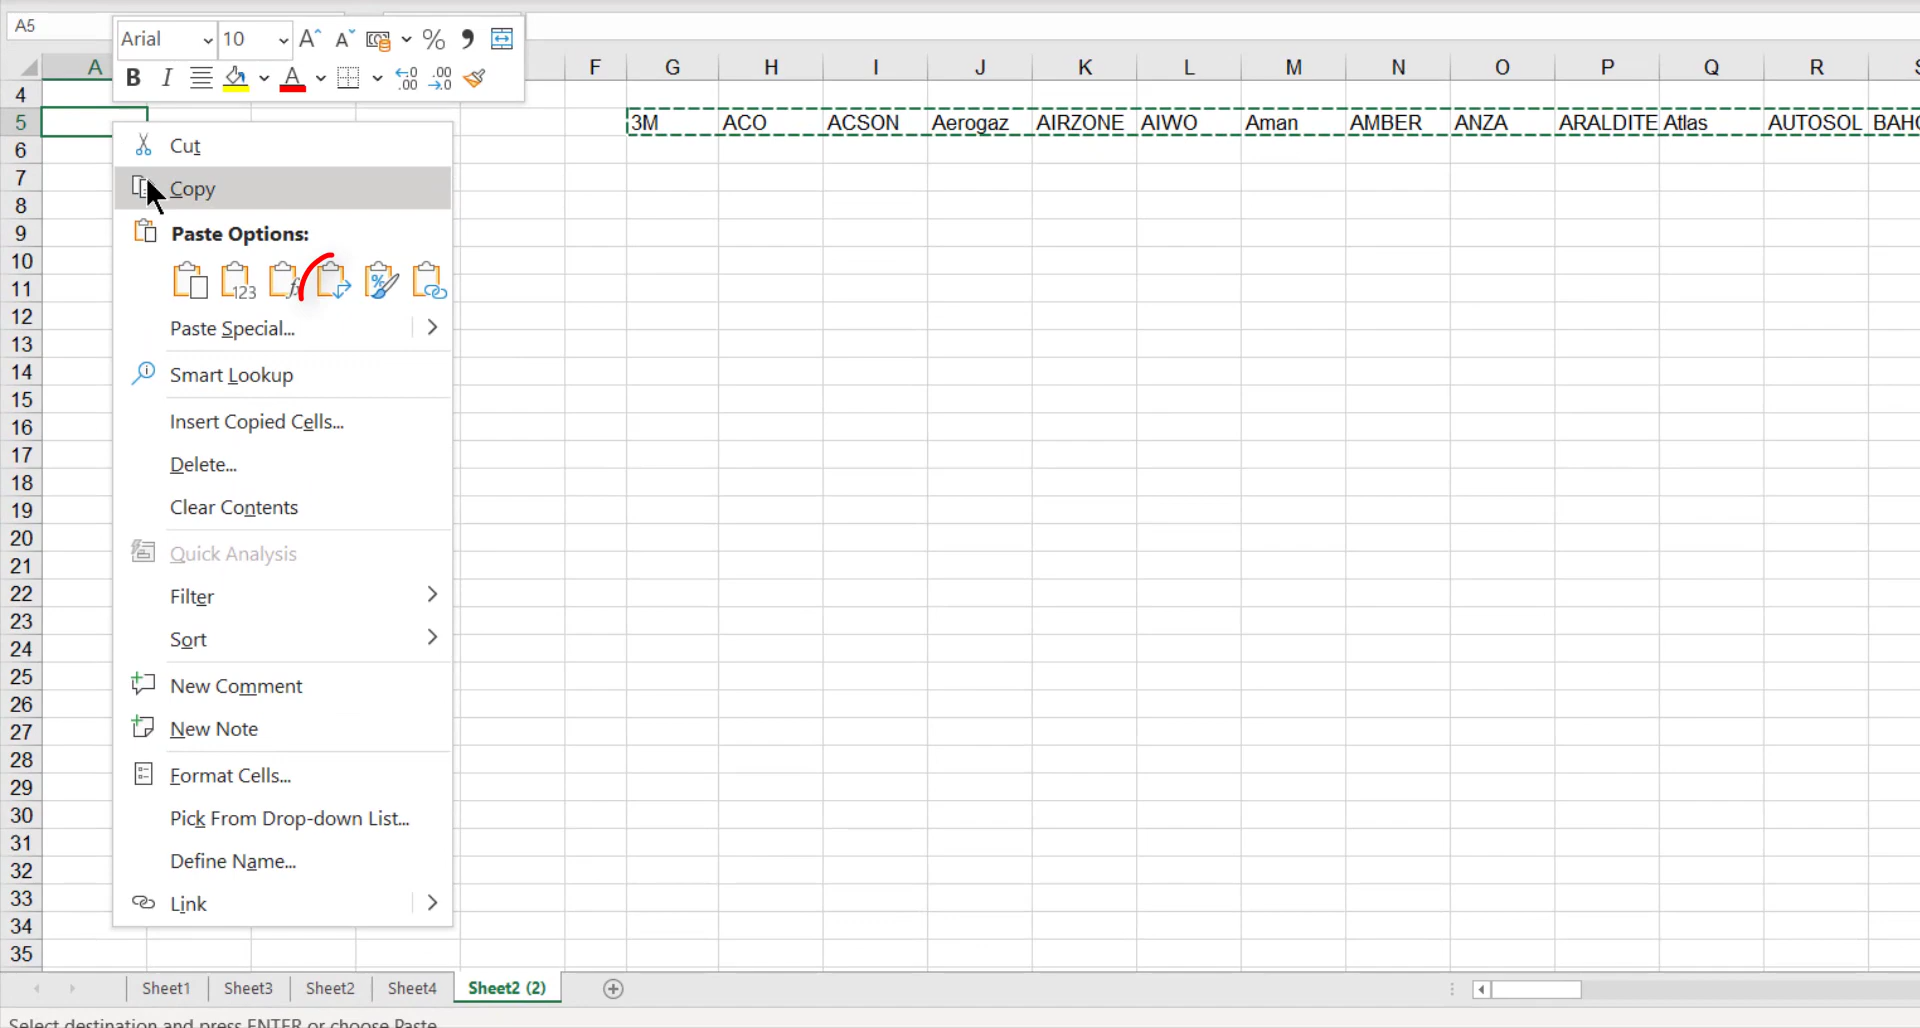 A5
Arial 10 %
B I A
A F G H I J K L M N O P Q R
4
5 3M ACO ACSON Aerogaz AIRZONE AIWO Aman AMBER ANZA ARALDITE Atlas AUTOSOL BAHC
6
7
8
9
10
11
12
13
14
15
16
17
18
19
20
21
22
23
24
25
26
27
28
29
30
31
32
33
34
35
Cut
Copy
Paste Options:
Paste Special...
Smart Lookup
Insert Copied Cells...
Delete...
Clear Contents
Quick Analysis
Filter
Sort
New Comment
New Note
Format Cells...
Pick From Drop-down List...
Define Name...
Link
Sheet1 Sheet3 Sheet2 Sheet4 Sheet2 (2)
Select destination and press ENTER or choose Paste